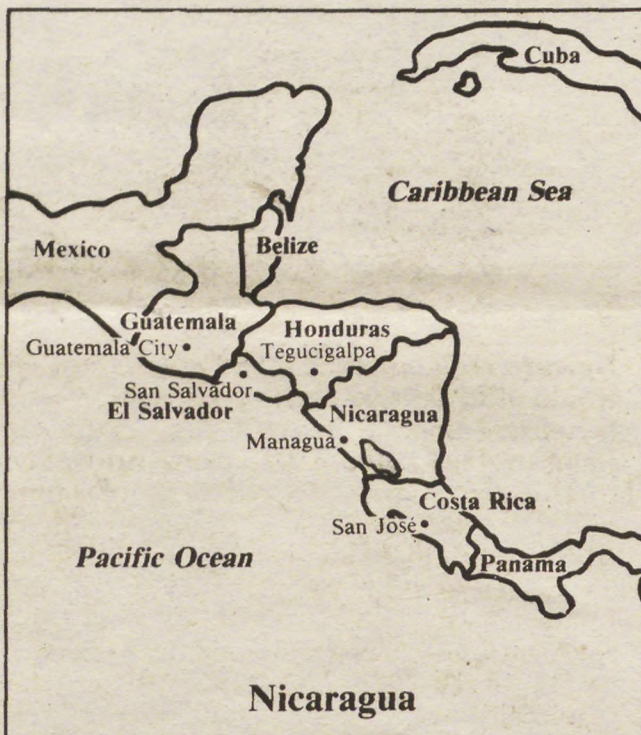 Cuba
Caribbean Sea
Mexico
Belize
Guatemala
Honduras
Guatemala City
Tegucigalpa
San Salvador
El Salvador
Nicaragua
Managua
Costa Rica
San José
Pacific Ocean
Panama
Nicaragua